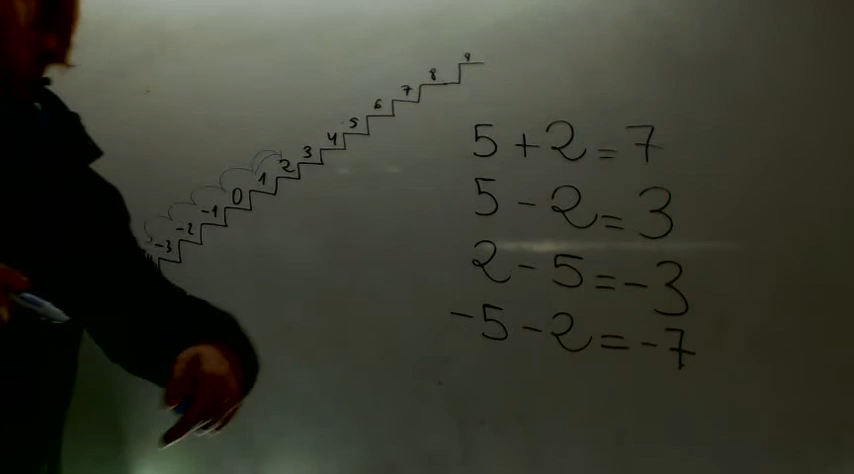 -3 -2 -1 0 1 2 3 4 5 6 7 8 9
5 + 2 = 7
5 - 2 = 3
2 - 5 = -3
-5 - 2 = -7